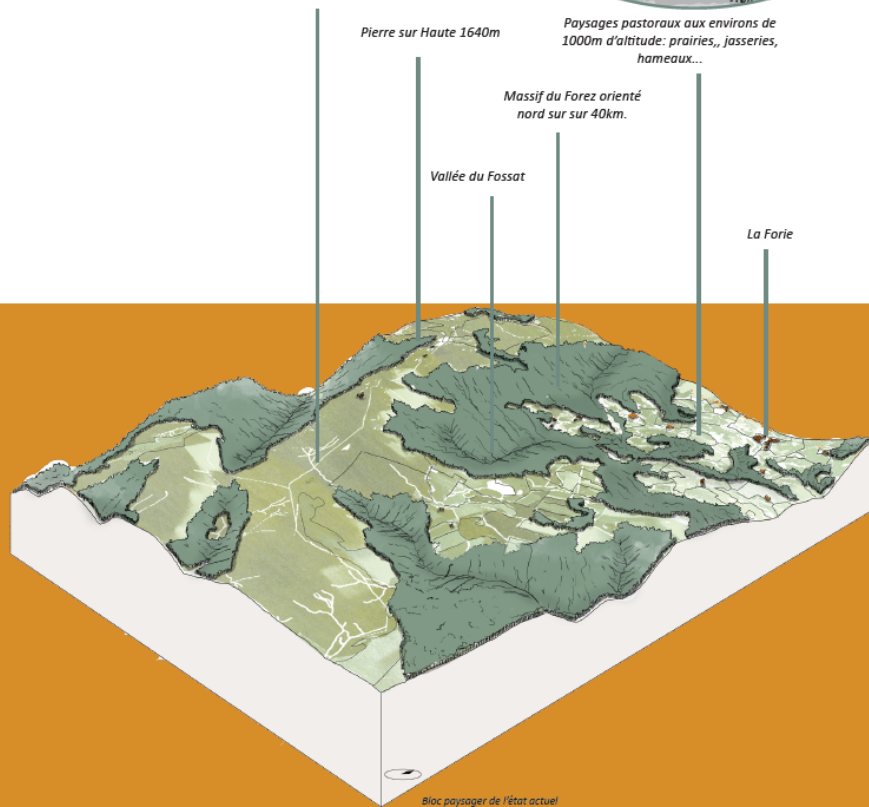 Pierre sur Haute 1640m
Paysages pastoraux aux environs de
1000m d'altitude: prairies,, jasseries,
hameaux...
Massif du Forez orienté
nord sur sur 40km.
Vallée du Fossat
La Forie
Bloc paysager de l'état actuel